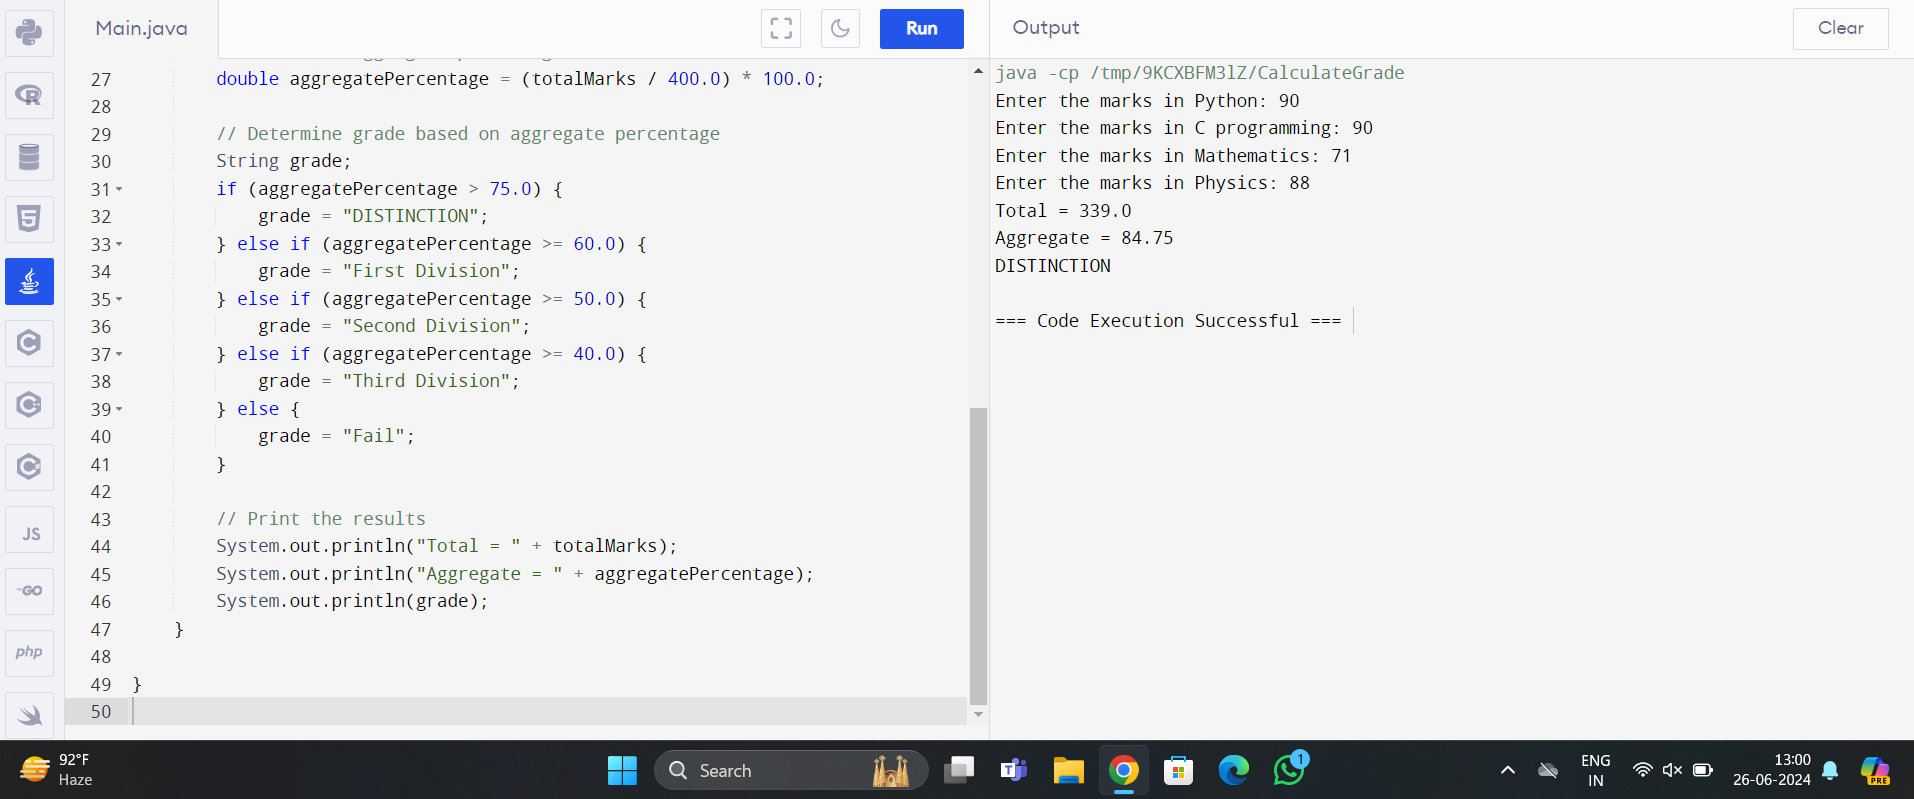 Main.java
Run
27 double aggregatePercentage = (totalMarks / 400.0) * 100.0;
28
29 // Determine grade based on aggregate percentage
30 String grade;
31 if (aggregatePercentage > 75.0) {
32 grade = "DISTINCTION";
33 } else if (aggregatePercentage >= 60.0) {
34 grade = "First Division";
35 } else if (aggregatePercentage >= 50.0) {
36 grade = "Second Division";
37 } else if (aggregatePercentage >= 40.0) {
38 grade = "Third Division";
39 } else {
40 grade = "Fail";
41 }
42
43 // Print the results
44 System.out.println("Total = " + totalMarks);
45 System.out.println("Aggregate = " + aggregatePercentage);
46 System.out.println(grade);
47 }
48
49 }
50
Output
Clear
java -cp /tmp/9KCXBFM3lZ/CalculateGrade
Enter the marks in Python: 90
Enter the marks in C programming: 90
Enter the marks in Mathematics: 71
Enter the marks in Physics: 88
Total = 339.0
Aggregate = 84.75
DISTINCTION
=== Code Execution Successful ===
JS
GO
php
92°F
Haze
Search
1
ENG
IN
13:00
26-06-2024
PRE